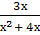 3x
x² + 4x